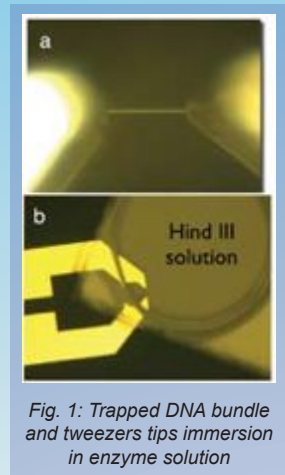 a
b
Hind III
solution
Fig. 1: Trapped DNA bundle
and tweezers tips immersion
in enzyme solution